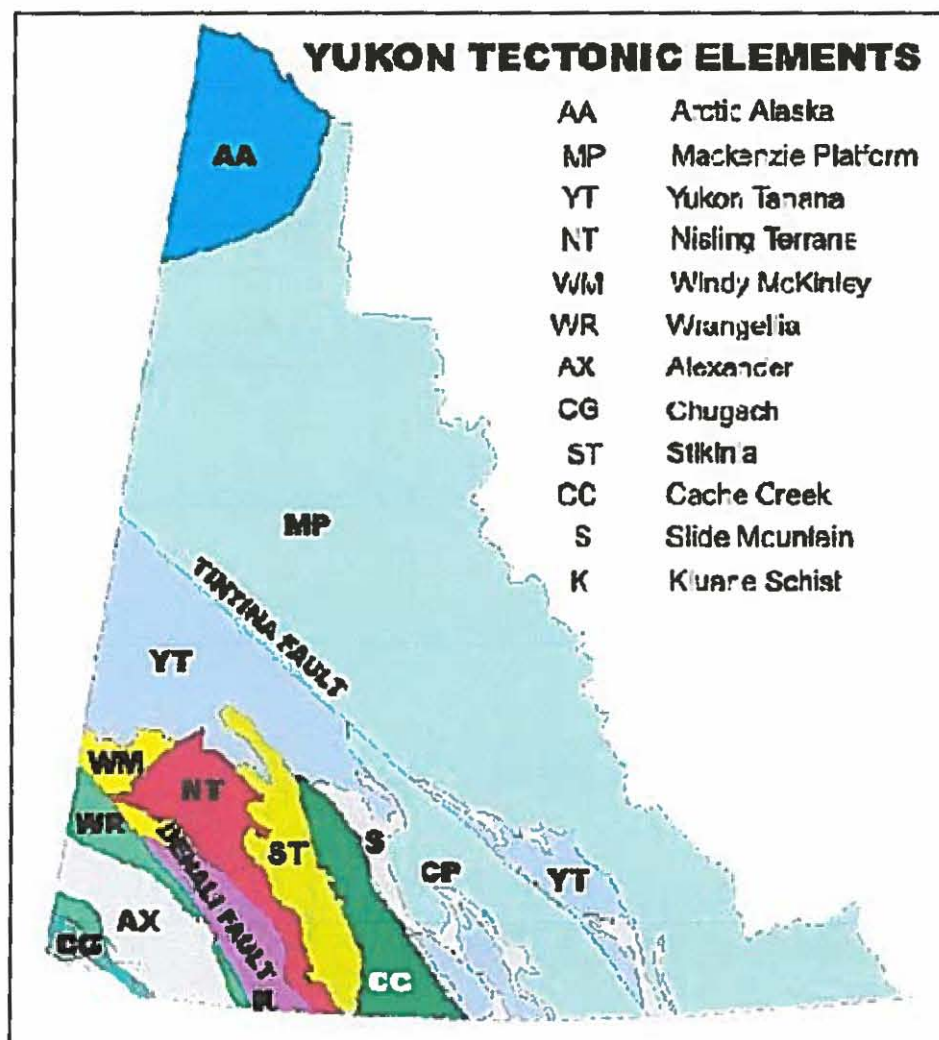 YUKON TECTONIC ELEMENTS
AA Arctic Alaska
MP Mackenzie Platform
YT Yukon Tanana
NT Nisling Terrane
WM Windy McKinley
WR Wrangellia
AX Alexander
CG Chugach
ST Stikinia
CC Cache Creek
S Slide Mountain
K Kluane Schist
AA
MP
TINTINA FAULT
YT
WM
NT
WR
DENALI FAULT
ST
S
CP
YT
AX
CG
CC
K